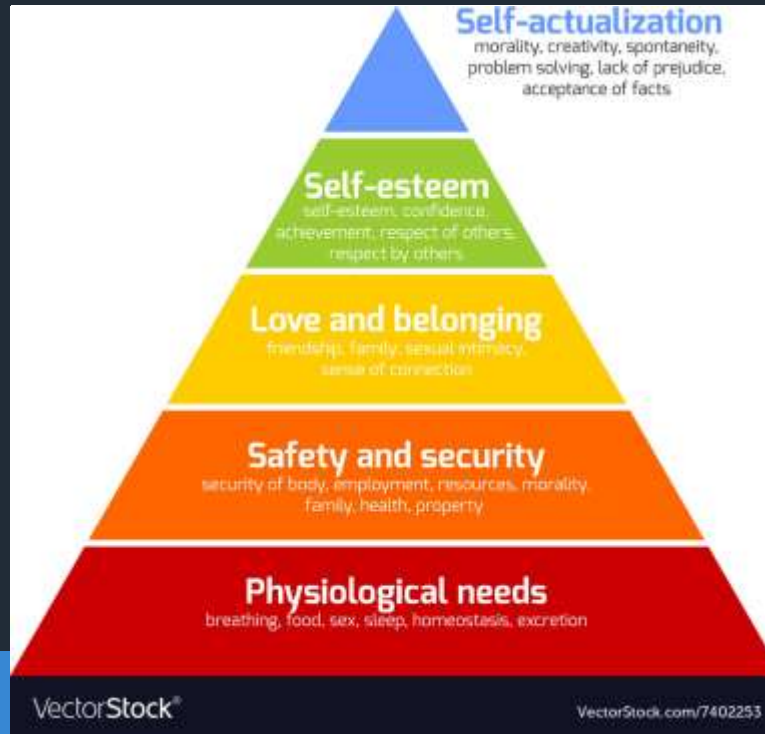 Self-actualization
morality, creativity, spontaneity,
problem solving, lack of prejudice,
acceptance of facts
Self-esteem
self-esteem, confidence,
achievement, respect of others,
respect by others
Love and belonging
friendship, family, sexual intimacy,
sense of connection
Safety and security
security of body, employment, resources, morality,
family, health, property
Physiological needs
breathing, food, sex, sleep, homeostasis, excretion
VectorStock®
VectorStock.com/7402253